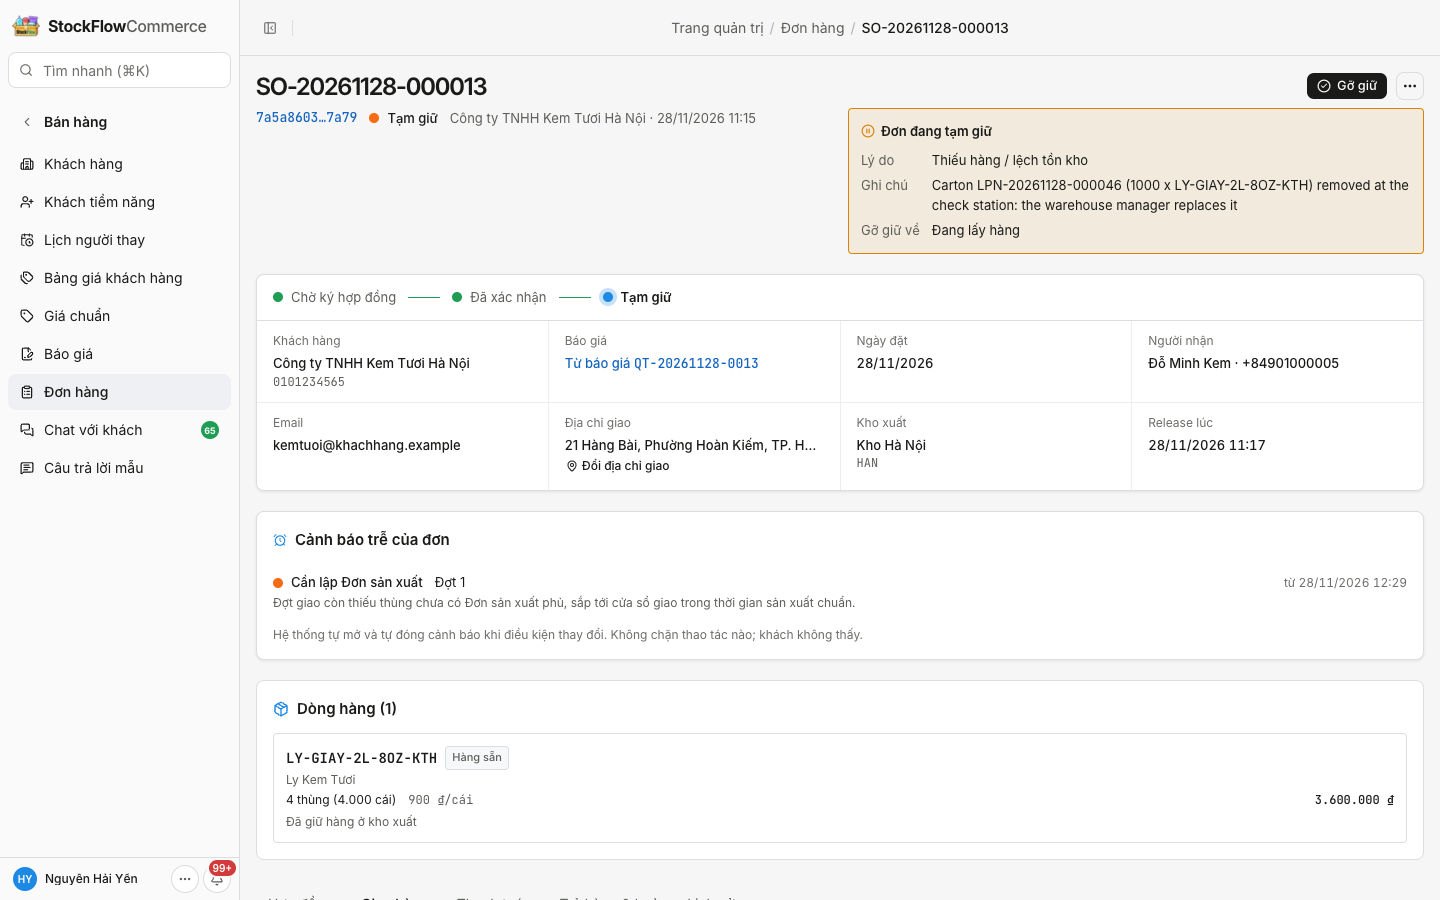 StockFlowCommerce
Tìm nhanh (⌘K)
Bán hàng
Khách hàng
Khách tiềm năng
Lịch người thay
Bảng giá khách hàng
Giá chuẩn
Báo giá
Đơn hàng
Chat với khách
65
Câu trả lời mẫu
HY
Nguyễn Hải Yến
99+
Trang quản trị / Đơn hàng / SO-20261128-000013
SO-20261128-000013
Gỡ giữ
7a5a8603…7a79 Tạm giữ Công ty TNHH Kem Tươi Hà Nội · 28/11/2026 11:15
Đơn đang tạm giữ
Lý do Thiếu hàng / lệch tồn kho
Ghi chú Carton LPN-20261128-000046 (1000 x LY-GIAY-2L-8OZ-KTH) removed at the
check station: the warehouse manager replaces it
Gỡ giữ về Đang lấy hàng
Chờ ký hợp đồng Đã xác nhận Tạm giữ
Khách hàng Báo giá Ngày đặt Người nhận
Công ty TNHH Kem Tươi Hà Nội Từ báo giá QT-20261128-0013 28/11/2026 Đỗ Minh Kem · +84901000005
0101234565
Email Địa chỉ giao Kho xuất Release lúc
kemtuoi@khachhang.example 21 Hàng Bài, Phường Hoàn Kiếm, TP. H... Kho Hà Nội 28/11/2026 11:17
Đổi địa chỉ giao HAN
Cảnh báo trễ của đơn
Cần lập Đơn sản xuất Đợt 1 từ 28/11/2026 12:29
Đợt giao còn thiếu thùng chưa có Đơn sản xuất phủ, sắp tới cửa sổ giao trong thời gian sản xuất chuẩn.
Hệ thống tự mở và tự đóng cảnh báo khi điều kiện thay đổi. Không chặn thao tác nào; khách không thấy.
Dòng hàng (1)
LY-GIAY-2L-8OZ-KTH Hàng sẵn
Ly Kem Tươi
4 thùng (4.000 cái) 900 ₫/cái 3.600.000 ₫
Đã giữ hàng ở kho xuất